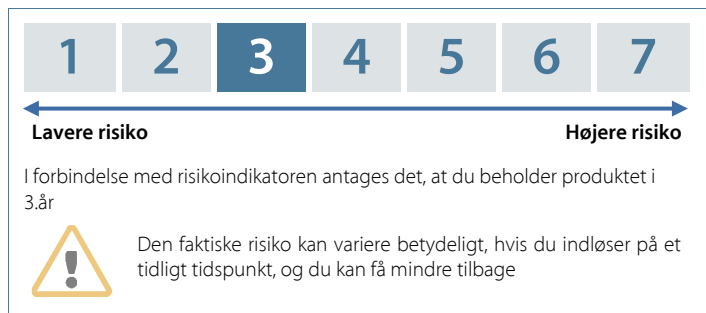 1 2 3 4 5 6 7
Lavere risiko Højere risiko
I forbindelse med risikoindikatoren antages det, at du beholder produktet i
3.år
Den faktiske risiko kan variere betydeligt, hvis du indløser på et
tidligt tidspunkt, og du kan få mindre tilbage